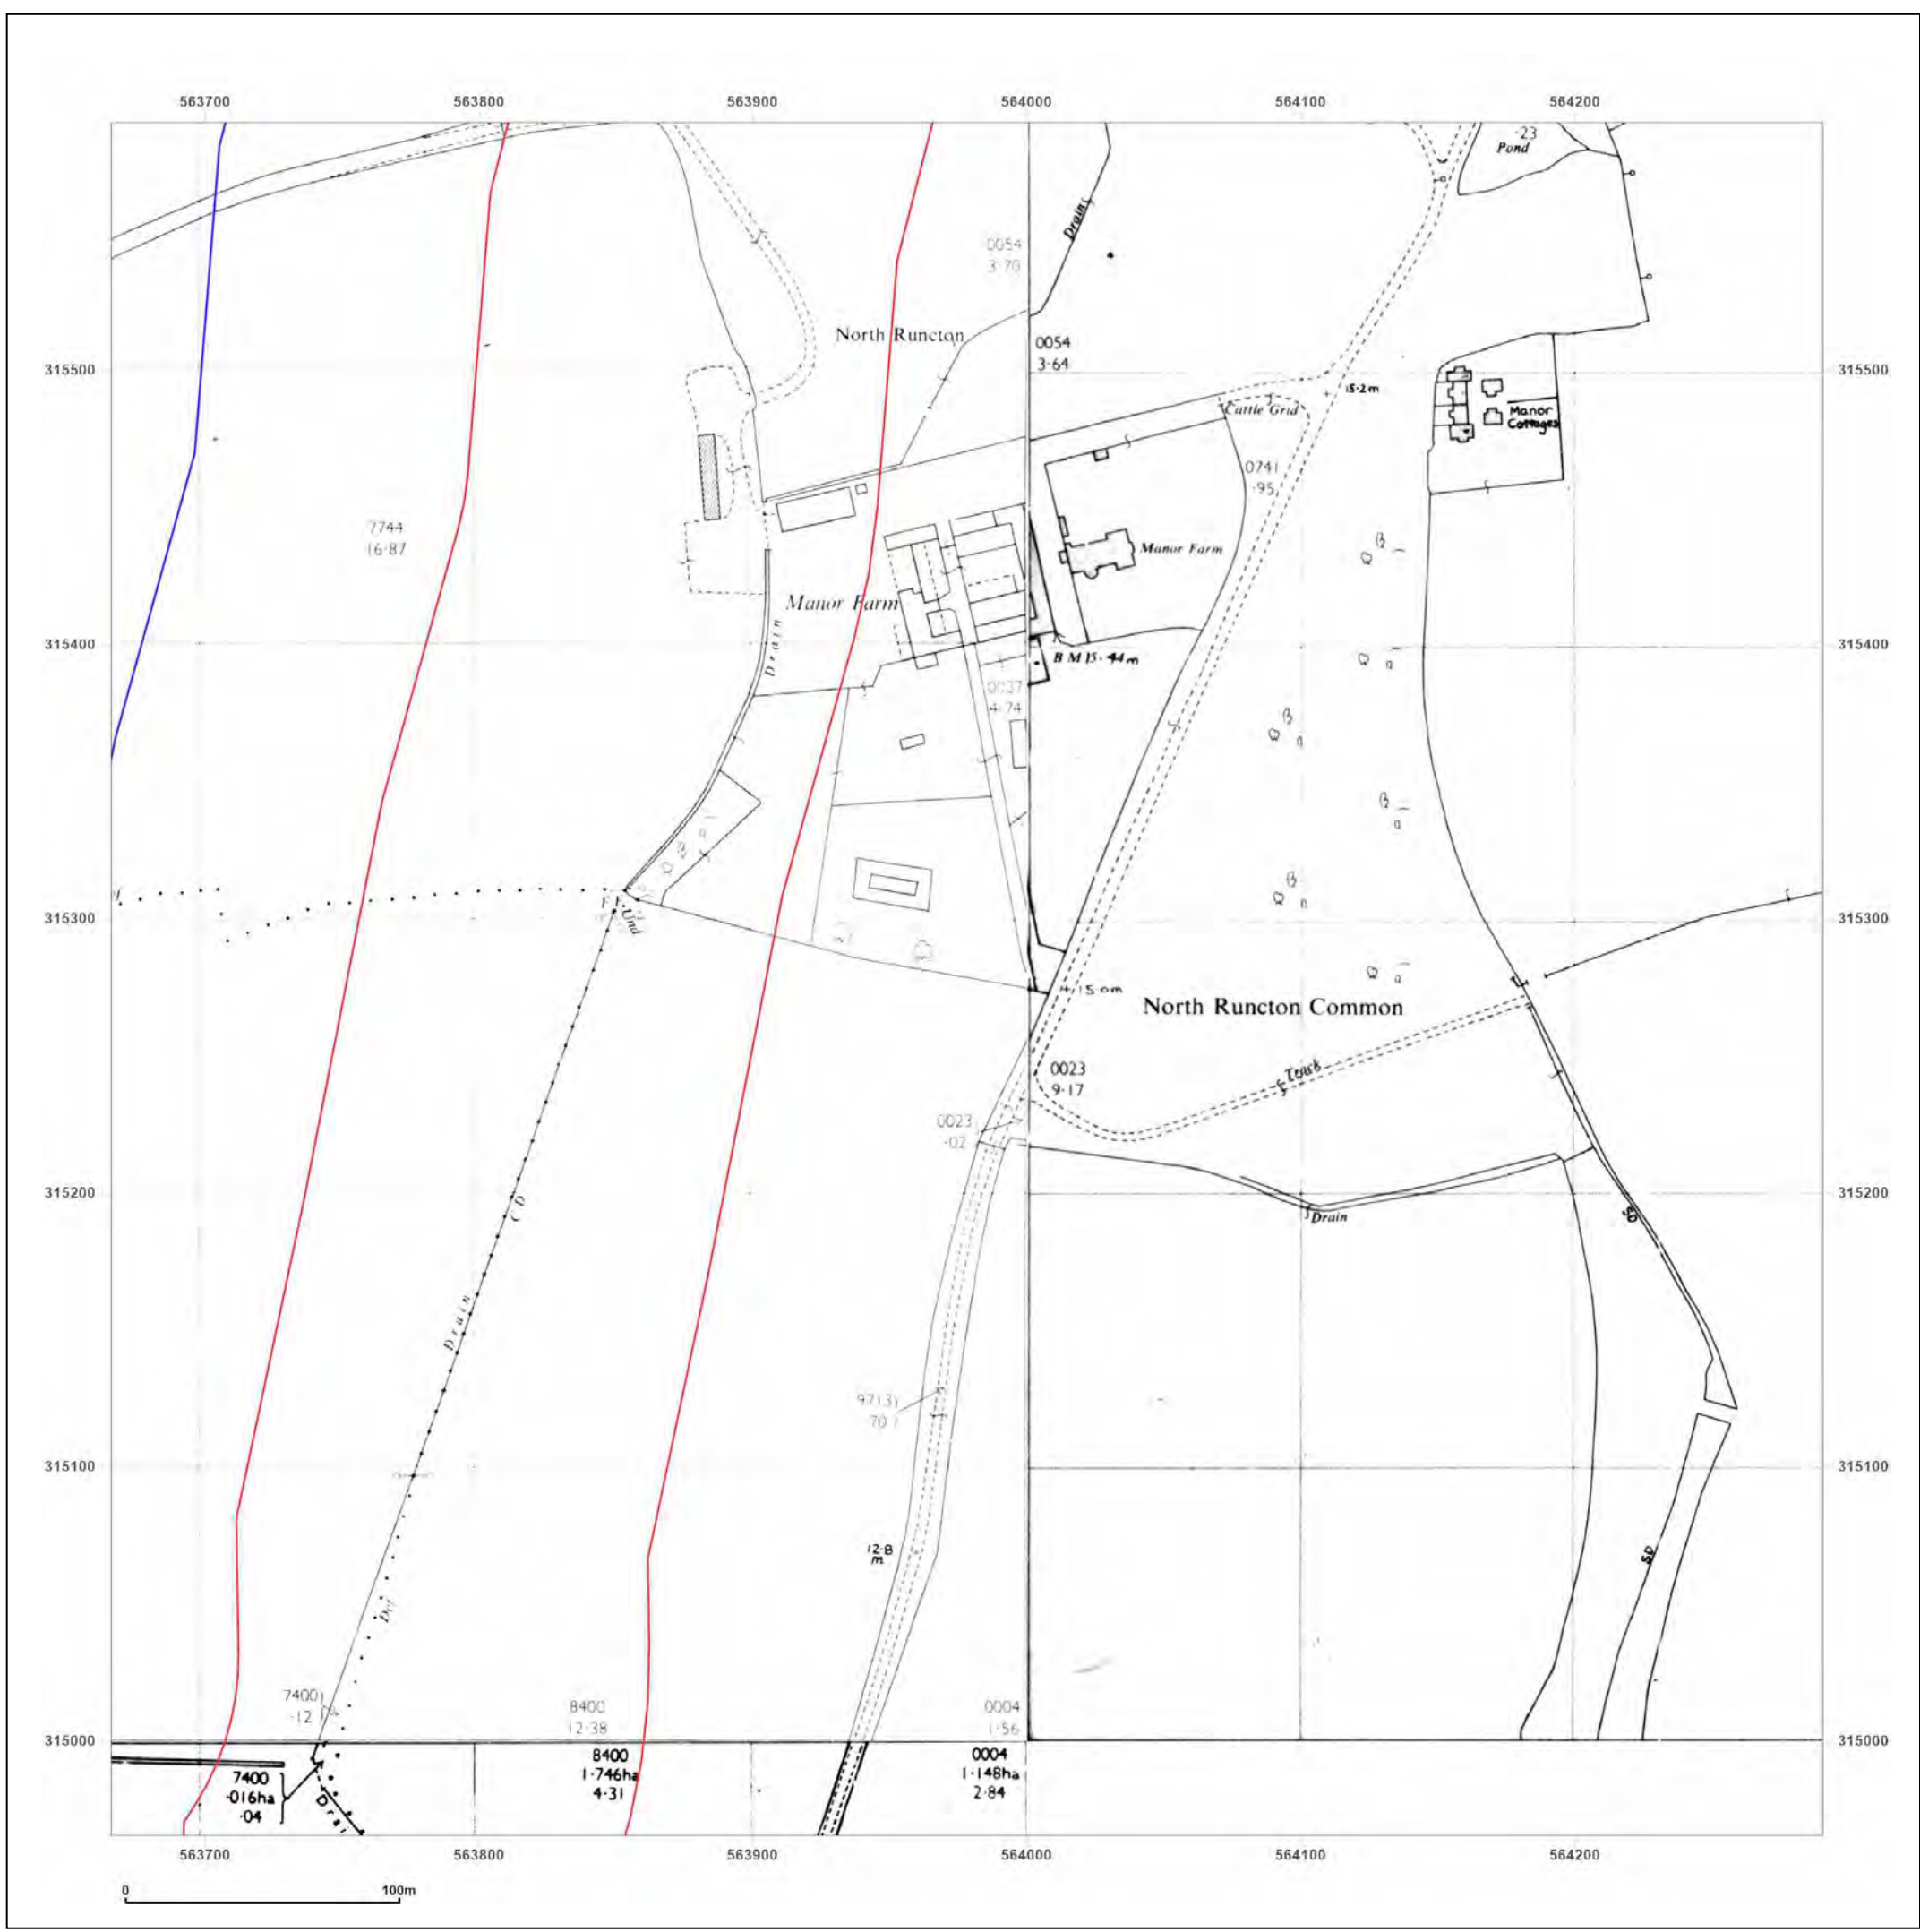 563700 563800 563900 564000 564100 564200
·23
Pond
Drain
0054
3·70
North Runcton
0054
3·64
315500 315500
15·2m
Cattle Grid
Manor
Cottages
0741
·95
7744
16·87
Manor Farm
Manor Farm
Drain
315400 315400
B M 15·44m
0037
4·74
315300 315300
Und
+ 15·0m
North Runcton Common
Track
0023
9·17
0023
·02
315200 315200
CD
Drain
SD
Drain
97(3)
·70
315100 315100
12·8
m
SD
Def
7400
·12
8400
12·38
0004
1·56
315000 315000
8400
1·746ha
4·31
0004
1·148ha
2·84
7400
·016ha
·04
Drai
563700 563800 563900 564000 564100 564200
0 100m